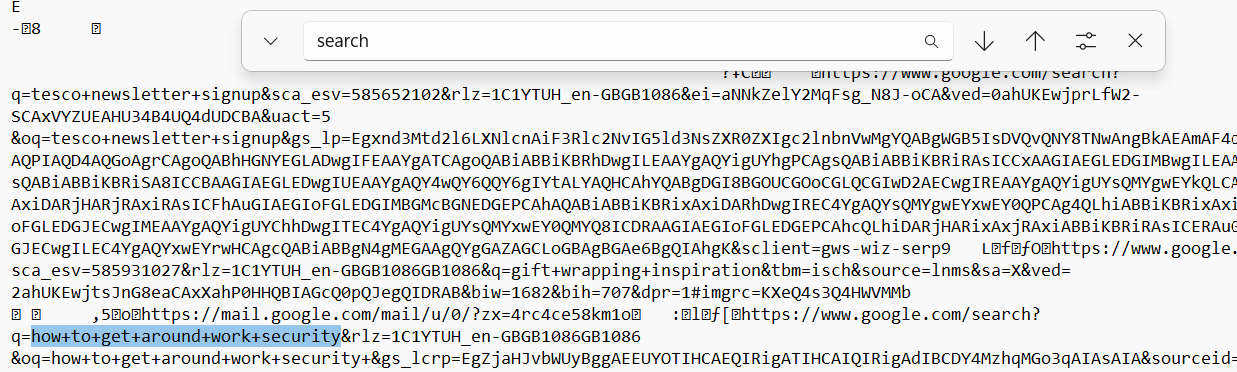 E
-8
search
https://www.google.com/search?
q=tesco+newsletter+signup&sca_esv=585652102&rlz=1C1YTUH_en-GBGB1086&ei=aNNkZelY2MqFsg_N8J-oCA&ved=0ahUKEwjprLfW2-
SCAxVYZUEAHU34B4UQ4dUDCBA&uact=5
&oq=tesco+newsletter+signup&gs_lp=Egxnd3Mtd2l6LXNlcnAiF3Rlc2NvIG5ld3NsZXR0ZXIgc2lnbnVwMgYQABgWGB5IsDVQvQNY8TNwAngBkAEAmAF4
AQPIAQD4AQGoAgrCAgoQABhHGNYEGLADwgIFEAAYgATCAgoQABiABBiKBRhDwgILEAAYgAQYigUYhgPCAgsQABiABBiKBRiRAsICCxAAGIAEGLEDGIMBwgILEAA
sQABiABBiKBRiSA8ICCBAAGIAEGLEDwgIUEAAYgAQY4wQY6QQY6gIYtALYAQHCAhYQABgDGI8BGOUCGOoCGLQCGIwD2AECwgIREAAYgAQYigUYsQMYgwEYkQLCA
AxiDARjHARjRAxiRAsICFhAuGIAEGIoFGLEDGIMBGMcBGNEDGEPCAhAQABiABBiKBRixAxiDARhDwgIREC4YgAQYsQMYgwEYxwEY0QPCAg4QLhiABBiKBRixAxi
oFGLEDGJECwgIMEAAYgAQYigUYChhDwgITEC4YgAQYigUYsQMYxwEY0QMYQ8ICDRAAGIAEGIoFGLEDGEPCAhcQLhiDARjHARixAxjRAxiABBiKBRiRAsICERAuG
GJECwgILEC4YgAQYxwEYrwHCAgcQABiABBgN4gMEGAAgQYgGAZAGCLoGBAgBGAe6BgQIAhgK&sclient=gws-wiz-serp9 https://www.google.
sca_esv=585931027&rlz=1C1YTUH_en-GBGB1086GB1086&q=gift+wrapping+inspiration&tbm=isch&source=lnms&sa=X&ved=
2ahUKEwjtsJnG8eaCAxXahP0HHQBIAGcQ0pQJegQIDRAB&biw=1682&bih=707&dpr=1#imgrc=KXeQ4s3Q4HWVMMb
,5 o https://mail.google.com/mail/u/0/?zx=4rc4ce58km1o : https://www.google.com/search?
q=how+to+get+around+work+security&rlz=1C1YTUH_en-GBGB1086GB1086
&oq=how+to+get+around+work+security+&gs_lcrp=EgZjaHJvbWUyBggAEEUYOTIHCAEQIRigATIHCAIQIRigAdIBCDY4MzhqMGo3qAIAsAIA&sourceid=